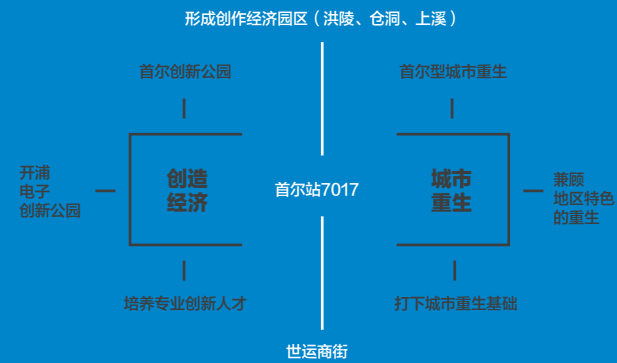 形成创作经济园区（洪陵、仓洞、上溪）
首尔创新公园
首尔型城市重生
开浦
电子
创新公园
创造
经济
首尔站7017
城市
重生
兼顾
地区特色
的重生
培养专业创新人才
打下城市重生基础
世运商街